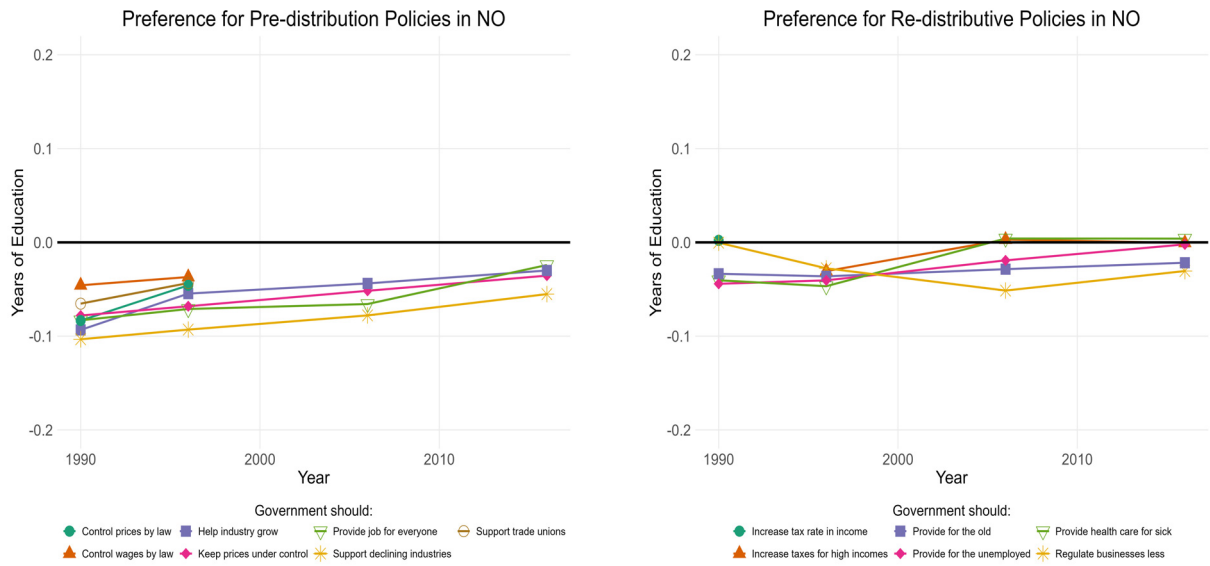 Preference for Pre-distribution Policies in NO
0.2
0.1
0.0
-0.1
-0.2
Years of Education
1990
2000
2010
Year
Government should:
Control prices by law
Help industry grow
Provide job for everyone
Support trade unions
Control wages by law
Keep prices under control
Support declining industries
Preference for Re-distributive Policies in NO
0.2
0.1
0.0
-0.1
-0.2
Years of Education
1990
2000
2010
Year
Government should:
Increase tax rate in income
Provide for the old
Provide health care for sick
Increase taxes for high incomes
Provide for the unemployed
Regulate businesses less